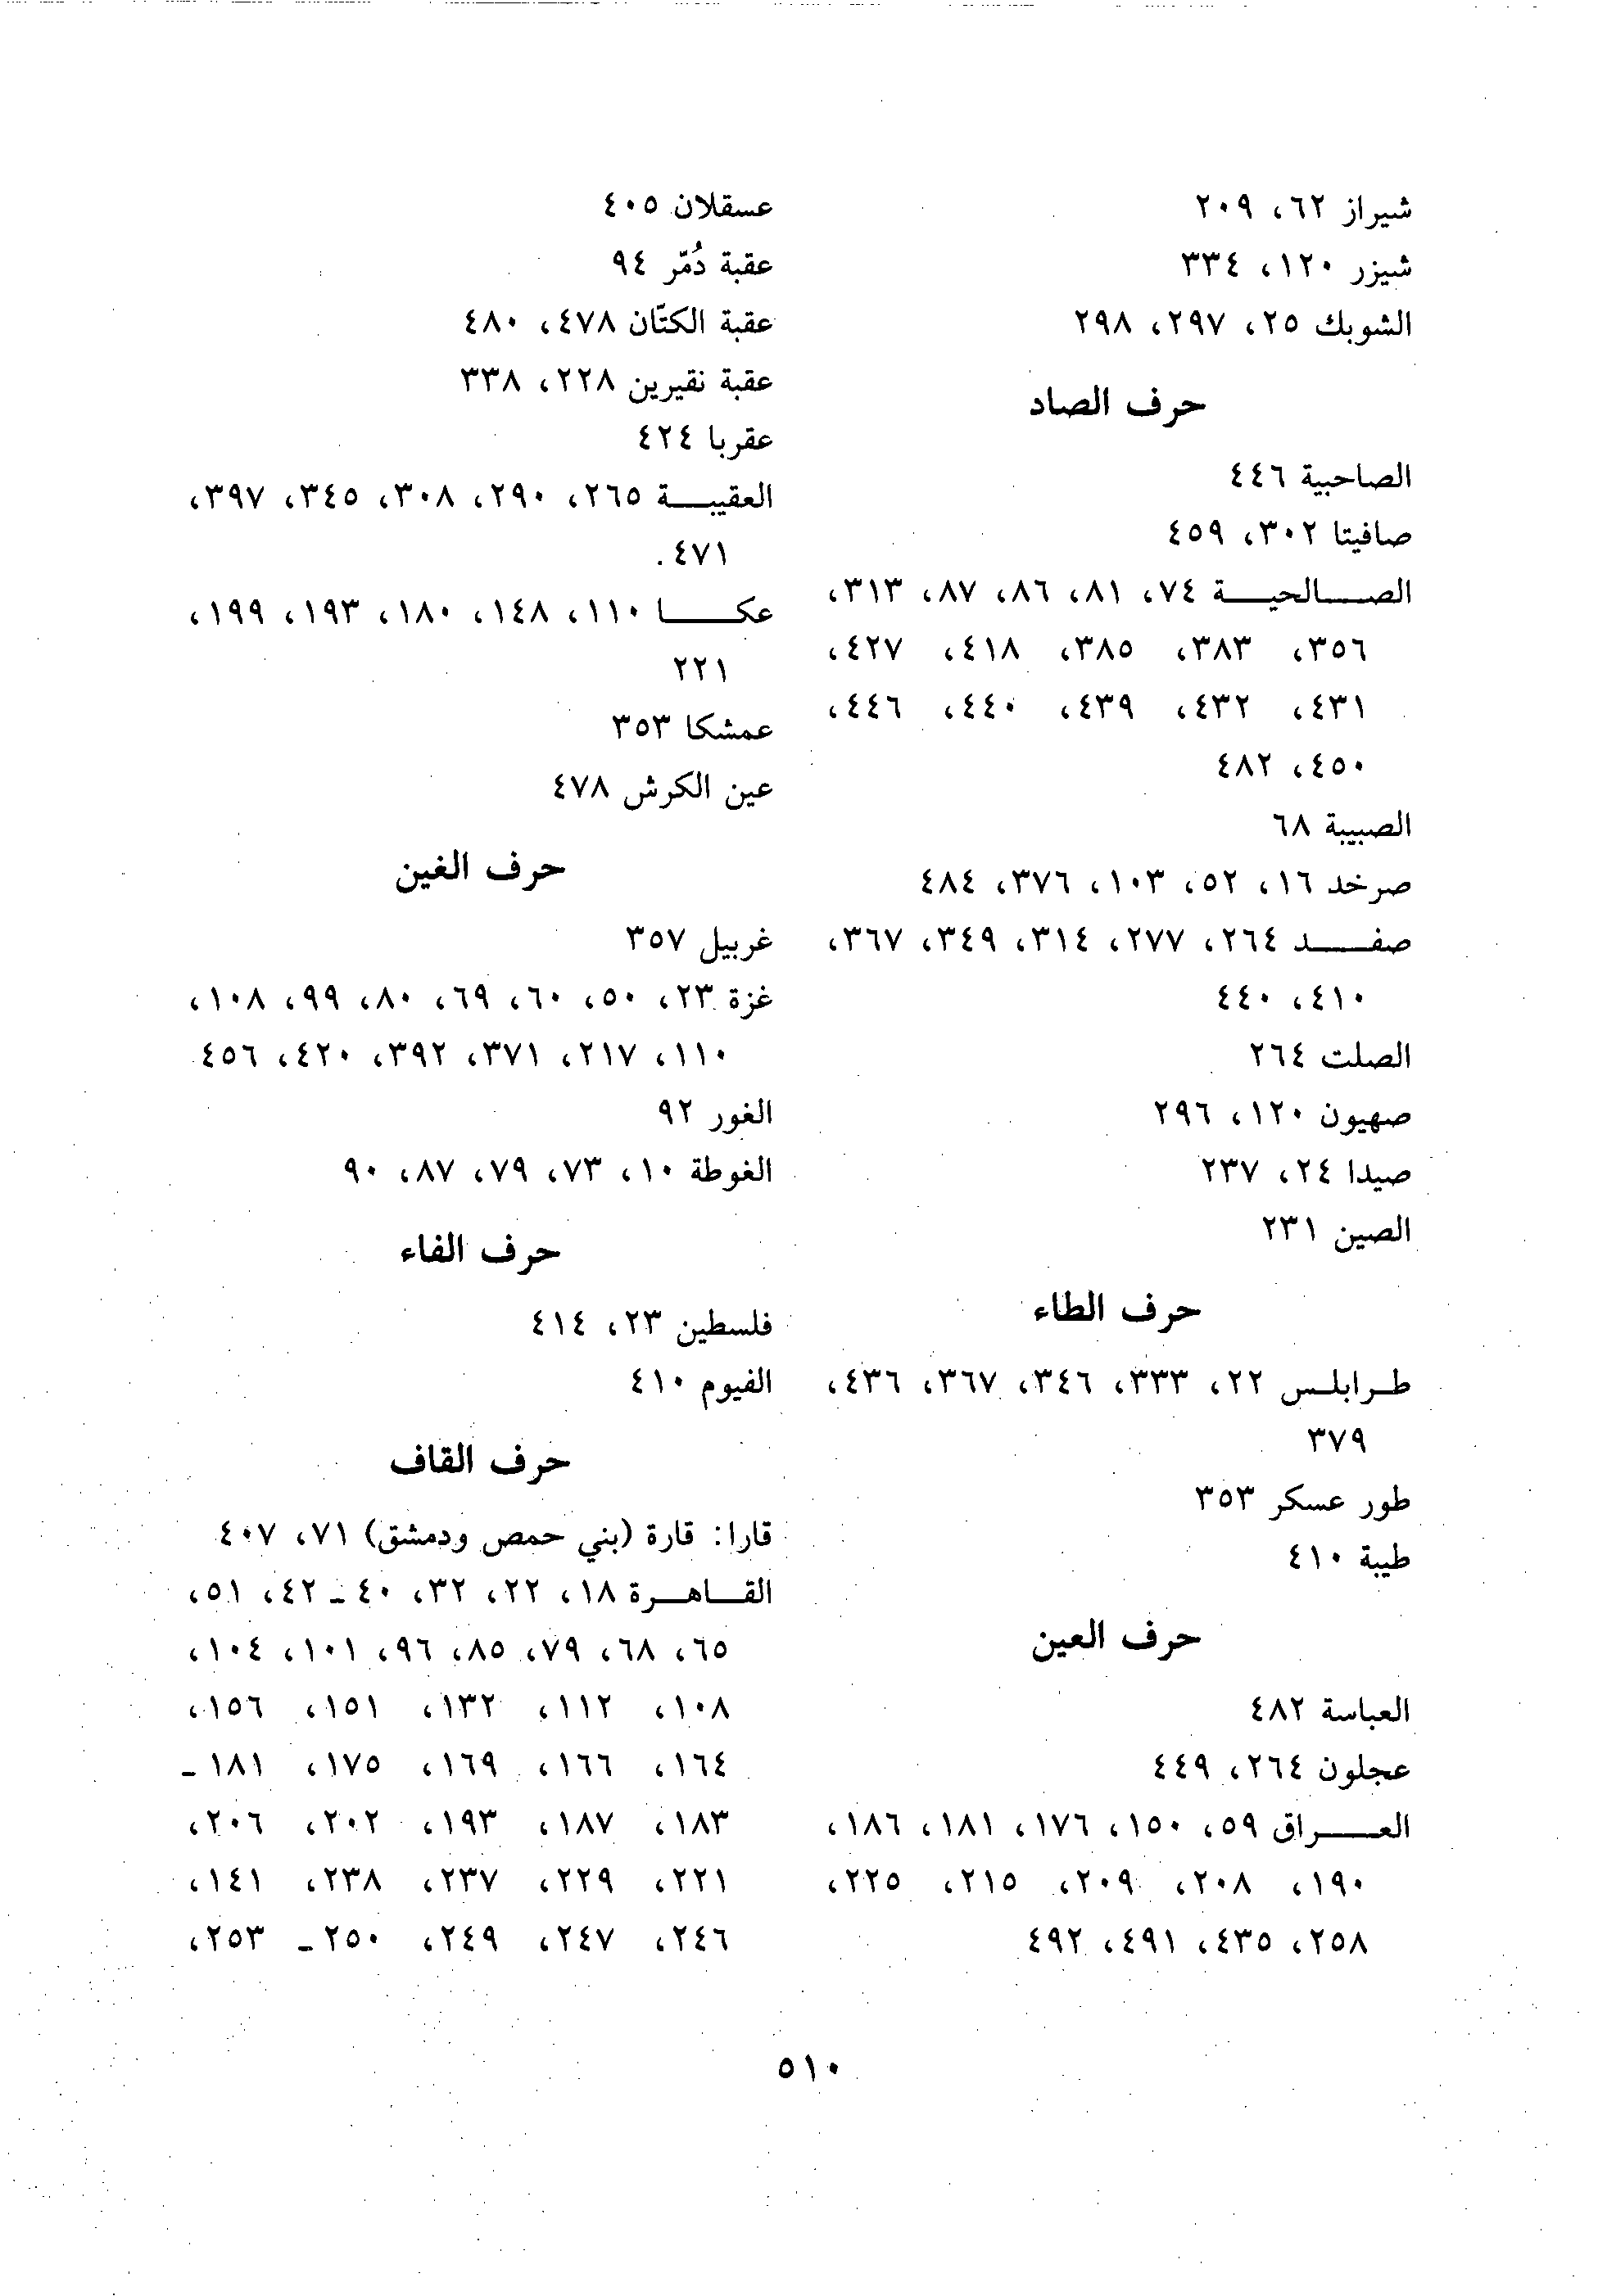 شيراز ٦٢، ٢٠٩
شيزر ١٢٠، ٣٣٤
الشوبك ٢٥، ٢٩٧، ٢٩٨
حرف الصاد
الصاحبية ٤٤٦
صافيتا ٣٠٢، ٤٥٩
الصـالحيـة ٧٤، ٨١، ٨٦، ٨٧، ٣١٣،
٣٥٦، ٣٨٣، ٣٨٥، ٤١٨، ٤٢٧،
٤٣١، ٤٣٢، ٤٣٩، ٤٤٠، ٤٤٦،
٤٥٠، ٤٨٢
الصبيبة ٦٨
صرخد ١٦، ٥٢، ١٠٣، ٣٧٦، ٤٨٤
صفـد ٢٦٤، ٢٧٧، ٣١٤، ٣٤٩، ٣٦٧،
٤١٠، ٤٤٠
الصلت ٢٦٤
صهيون ١٢٠، ٢٩٦
صيدا ٢٤، ٢٣٧
الصين ٢٣١
حرف الطاء
طـرابلـس ٢٢، ٣٣٣، ٣٤٦، ٣٦٧، ٤٣٦،
٣٧٩
طور عسكر ٣٥٣
طيبة ٤١٠
حرف العين
العباسة ٤٨٢
عجلون ٢٦٤، ٤٤٩
العـراق ٥٩، ١٥٠، ١٧٦، ١٨١، ١٨٦،
١٩٠، ٢٠٨، ٢٠٩، ٢١٥، ٢٢٥،
٢٥٨، ٤٣٥، ٤٩١، ٤٩٢
عسقلان ٤٠٥
عقبة دُمّر ٩٤
عقبة الكتّان ٤٧٨، ٤٨٠
عقبة نقيرين ٢٢٨، ٣٣٨
عقربا ٤٢٤
العقيبـة ٢٦٥، ٢٩٠، ٣٠٨، ٣٤٥، ٣٩٧،
٤٧١.
عكـا ١١٠، ١٤٨، ١٨٠، ١٩٣، ١٩٩،
٢٢١
عمشكا ٣٥٣
عين الكرش ٤٧٨
حرف الغين
غربيل ٣٥٧
غزة ٢٣، ٥٠، ٦٠، ٦٩، ٨٠، ٩٩، ١٠٨،
١١٠، ٢١٧، ٣٧١، ٣٩٢، ٤٢٠، ٤٥٦
الغور ٩٢
الغوطة ١٠، ٧٣، ٧٩، ٨٧، ٩٠
حرف الفاء
فلسطين ٢٣، ٤١٤
الفيوم ٤١٠
حرف القاف
قارا: قارة (بني حمص ودمشق) ٧١، ٤٠٧
القـاهـرة ١٨، ٢٢، ٣٢، ٤٠ـ ٤٢، ٥١،
٦٥، ٦٨، ٧٩، ٨٥، ٩٦، ١٠١، ١٠٤،
١٠٨، ١١٢، ١٣٢، ١٥١، ١٥٦،
١٦٤، ١٦٦، ١٦٩، ١٧٥، ١٨١ـ
١٨٣، ١٨٧، ١٩٣، ٢٠٢، ٢٠٦،
٢٢١، ٢٢٩، ٢٣٧، ٢٣٨، ١٤١،
٢٤٦، ٢٤٧، ٢٤٩، ٢٥٠ـ ٢٥٣،
٥١٠